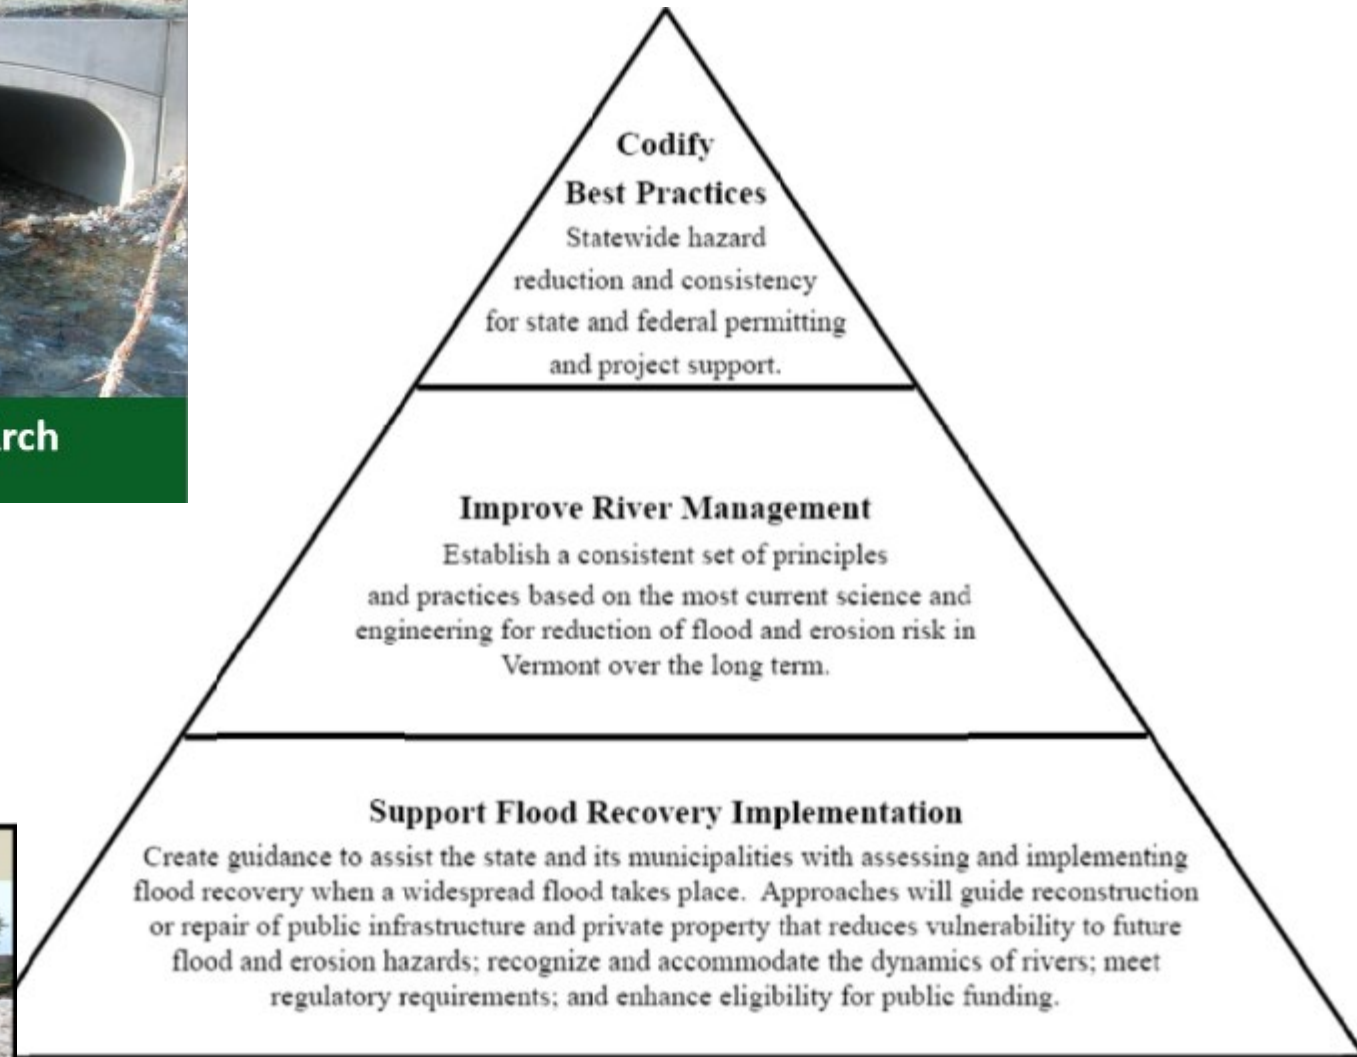 Codify
Best Practices
Statewide hazard
reduction and consistency
for state and federal permitting
and project support.
Improve River Management
Establish a consistent set of principles
and practices based on the most current science and
engineering for reduction of flood and erosion risk in
Vermont over the long term.
Support Flood Recovery Implementation
Create guidance to assist the state and its municipalities with assessing and implementing
flood recovery when a widespread flood takes place. Approaches will guide reconstruction
or repair of public infrastructure and private property that reduces vulnerability to future
flood and erosion hazards; recognize and accommodate the dynamics of rivers; meet
regulatory requirements; and enhance eligibility for public funding.